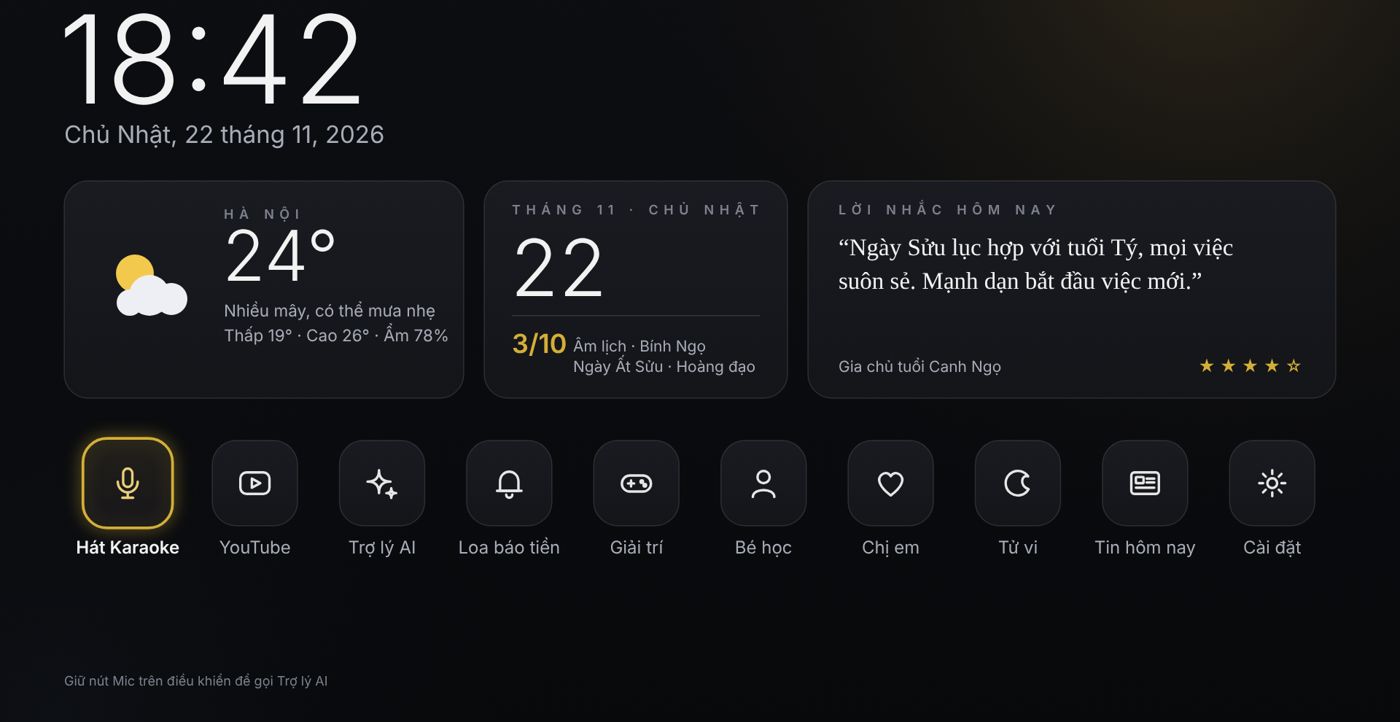 18:42
Chủ Nhật, 22 tháng 11, 2026
HÀ NỘI
24°
Nhiều mây, có thể mưa nhẹ
Thấp 19° · Cao 26° · Ẩm 78%
THÁNG 11 · CHỦ NHẬT
22
3/10 Âm lịch · Bính Ngọ
Ngày Ất Sửu · Hoàng đạo
LỜI NHẮC HÔM NAY
“Ngày Sửu lục hợp với tuổi Tý, mọi việc
suôn sẻ. Mạnh dạn bắt đầu việc mới.”
Gia chủ tuổi Canh Ngọ ★★★★☆
Hát Karaoke
YouTube
Trợ lý AI
Loa báo tiền
Giải trí
Bé học
Chị em
Tử vi
Tin hôm nay
Cài đặt
Giữ nút Mic trên điều khiển để gọi Trợ lý AI